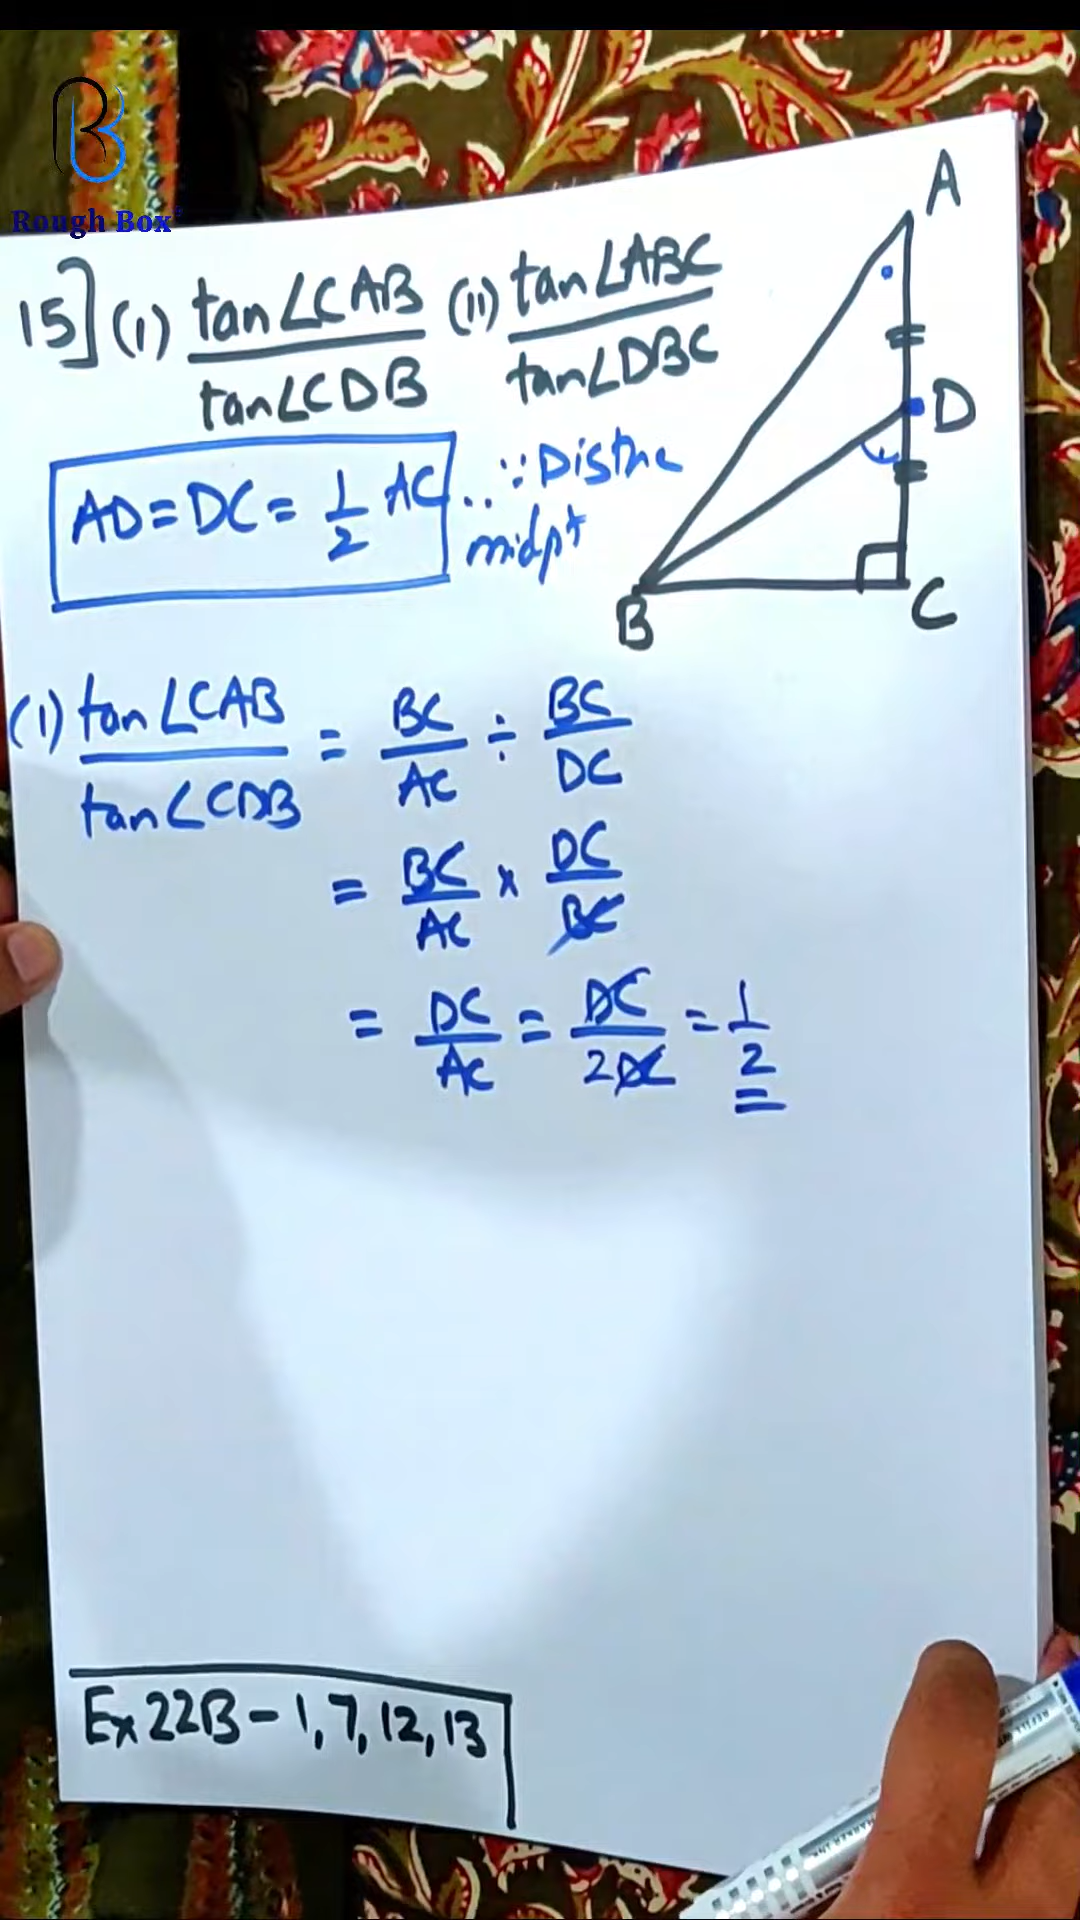 Rough Box
15] (i) tan∠CAB / tan∠CDB (ii) tan∠ABC / tan∠DBC
A
D
B
C
AD = DC = 1/2 AC ... ∵ D is the
midpt
(i) tan∠CAB / tan∠CDB = BC/AC ÷ BC/DC
= BC/AC × DC/BC
= DC/AC = DC/2DC = 1/2
Ex 22B - 1, 7, 12, 13